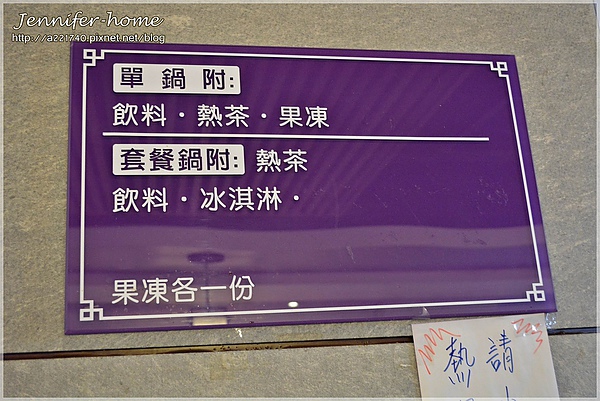 Jennifer-home
http://a221740.pixnet.net/blog
單鍋附:
飲料・熱茶・果凍
套餐鍋附: 熱茶
飲料・冰淇淋・
果凍各一份
請
熱